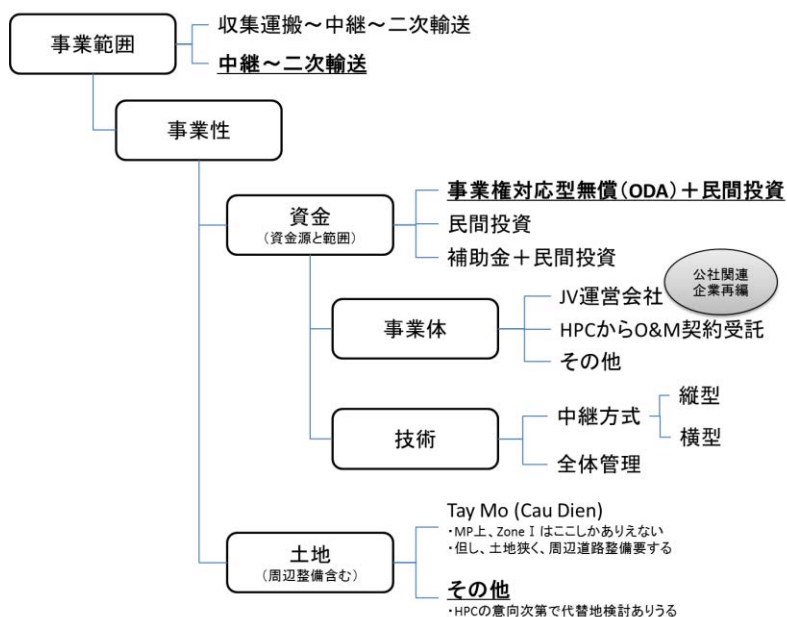 事業範囲
収集運搬~中継~二次輸送
中継~二次輸送
事業性
資金
(資金源と範囲)
事業権対応型無償(ODA)+民間投資
民間投資
補助金+民間投資
公社関連
企業再編
事業体
JV運営会社
HPCからO&M契約受託
その他
技術
中継方式
縦型
横型
全体管理
土地
(周辺整備含む)
Tay Mo (Cau Dien)
・MP上、Zone Ⅰ はここしかありえない
・但し、土地狭く、周辺道路整備要する
その他
・HPCの意向次第で代替地検討ありうる